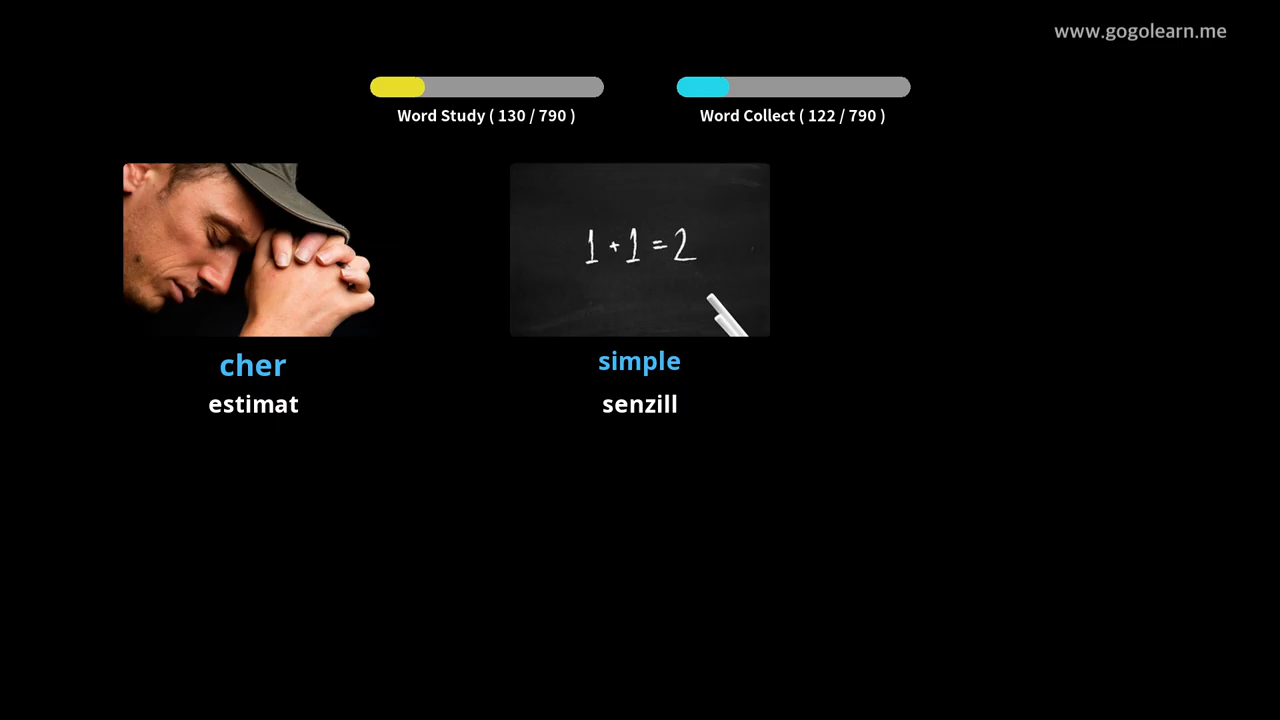 www.gogolearn.me
Word Study ( 130 / 790 )
Word Collect ( 122 / 790 )
1 + 1 = 2
cher
estimat
simple
senzill